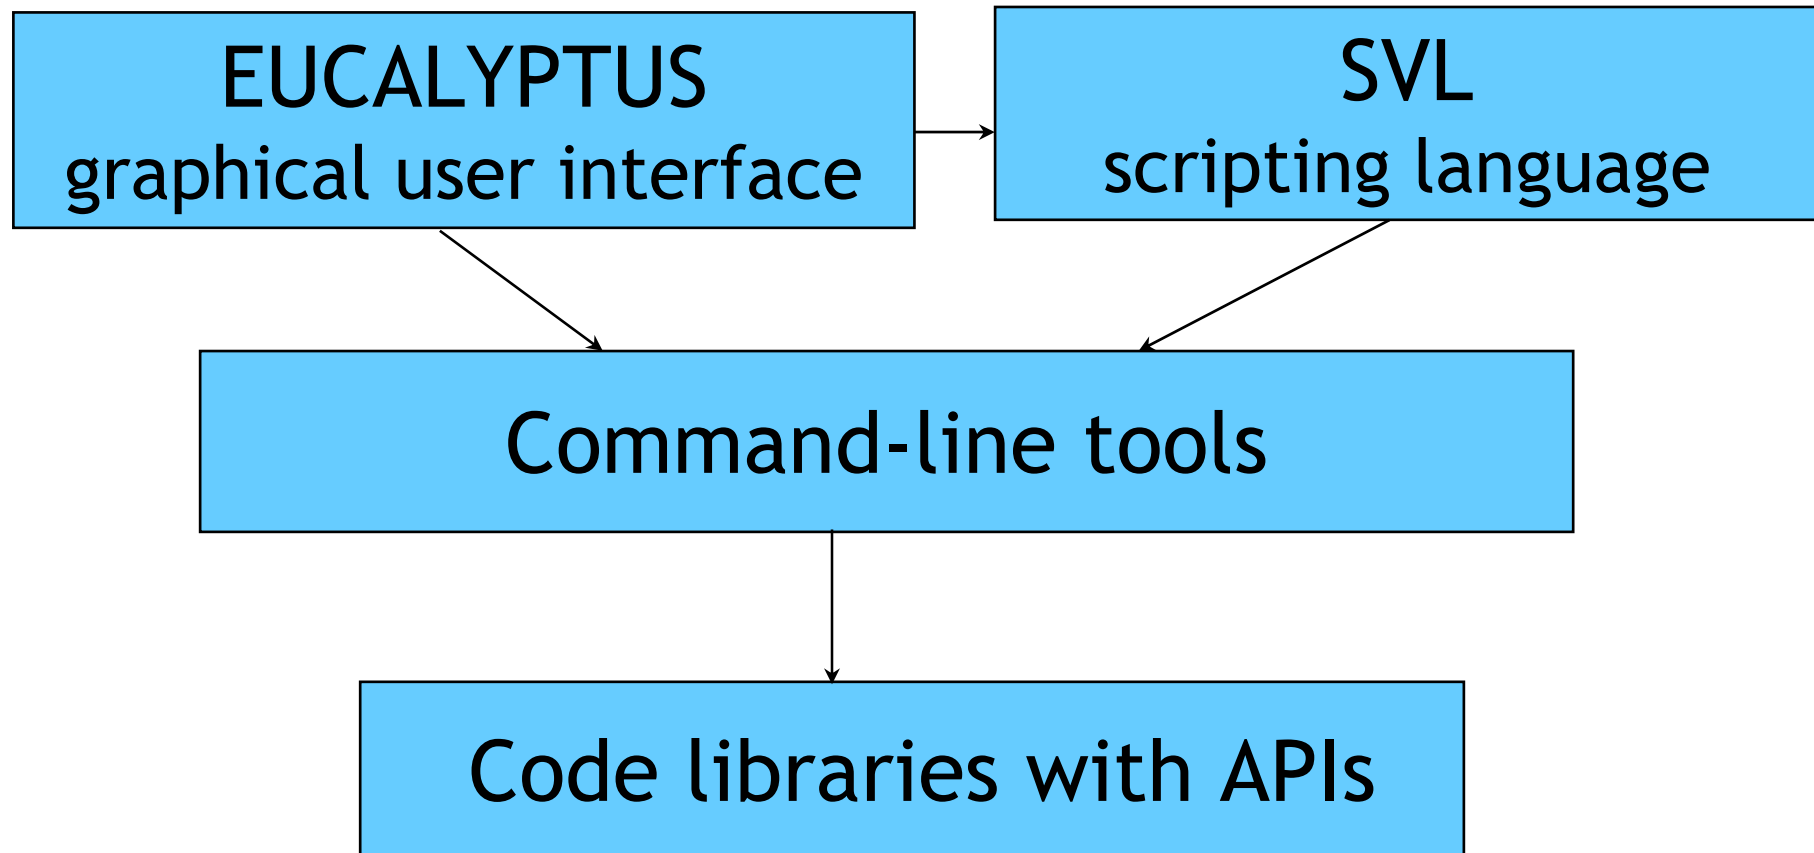 EUCALYPTUS
graphical user interface
SVL
scripting language
Command-line tools
Code libraries with APIs